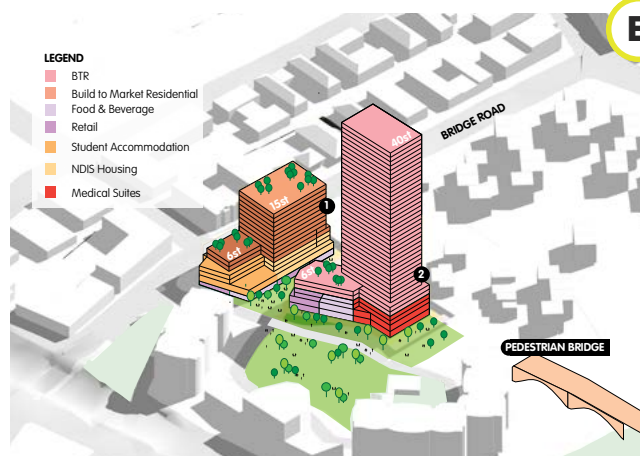 E
LEGEND
BTR
Build to Market Residential
Food & Beverage
Retail
Student Accommodation
NDIS Housing
Medical Suites
BRIDGE ROAD
40st
15st
1
6st
6st
2
PEDESTRIAN BRIDGE